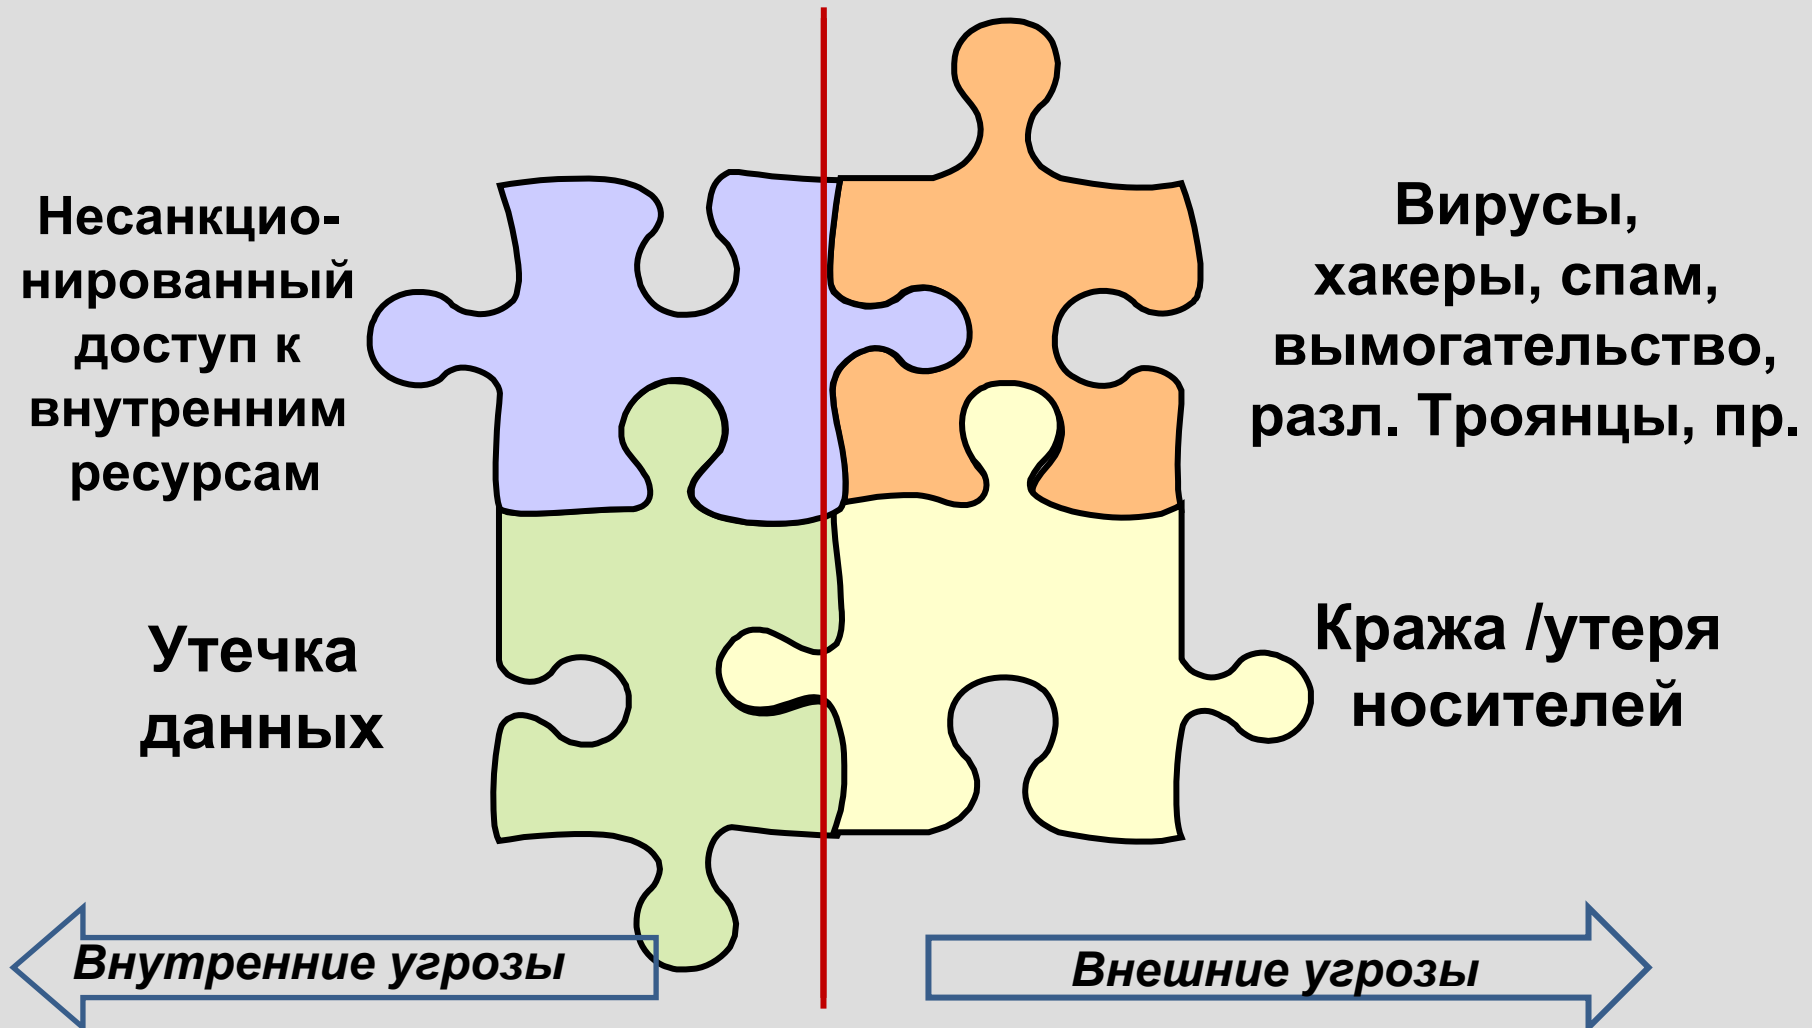 Несанкцио-
нированный
доступ к
внутренним
ресурсам
Вирусы,
хакеры, спам,
вымогательство,
разл. Троянцы, пр.
Утечка
данных
Кража /утеря
носителей
Внутренние угрозы
Внешние угрозы